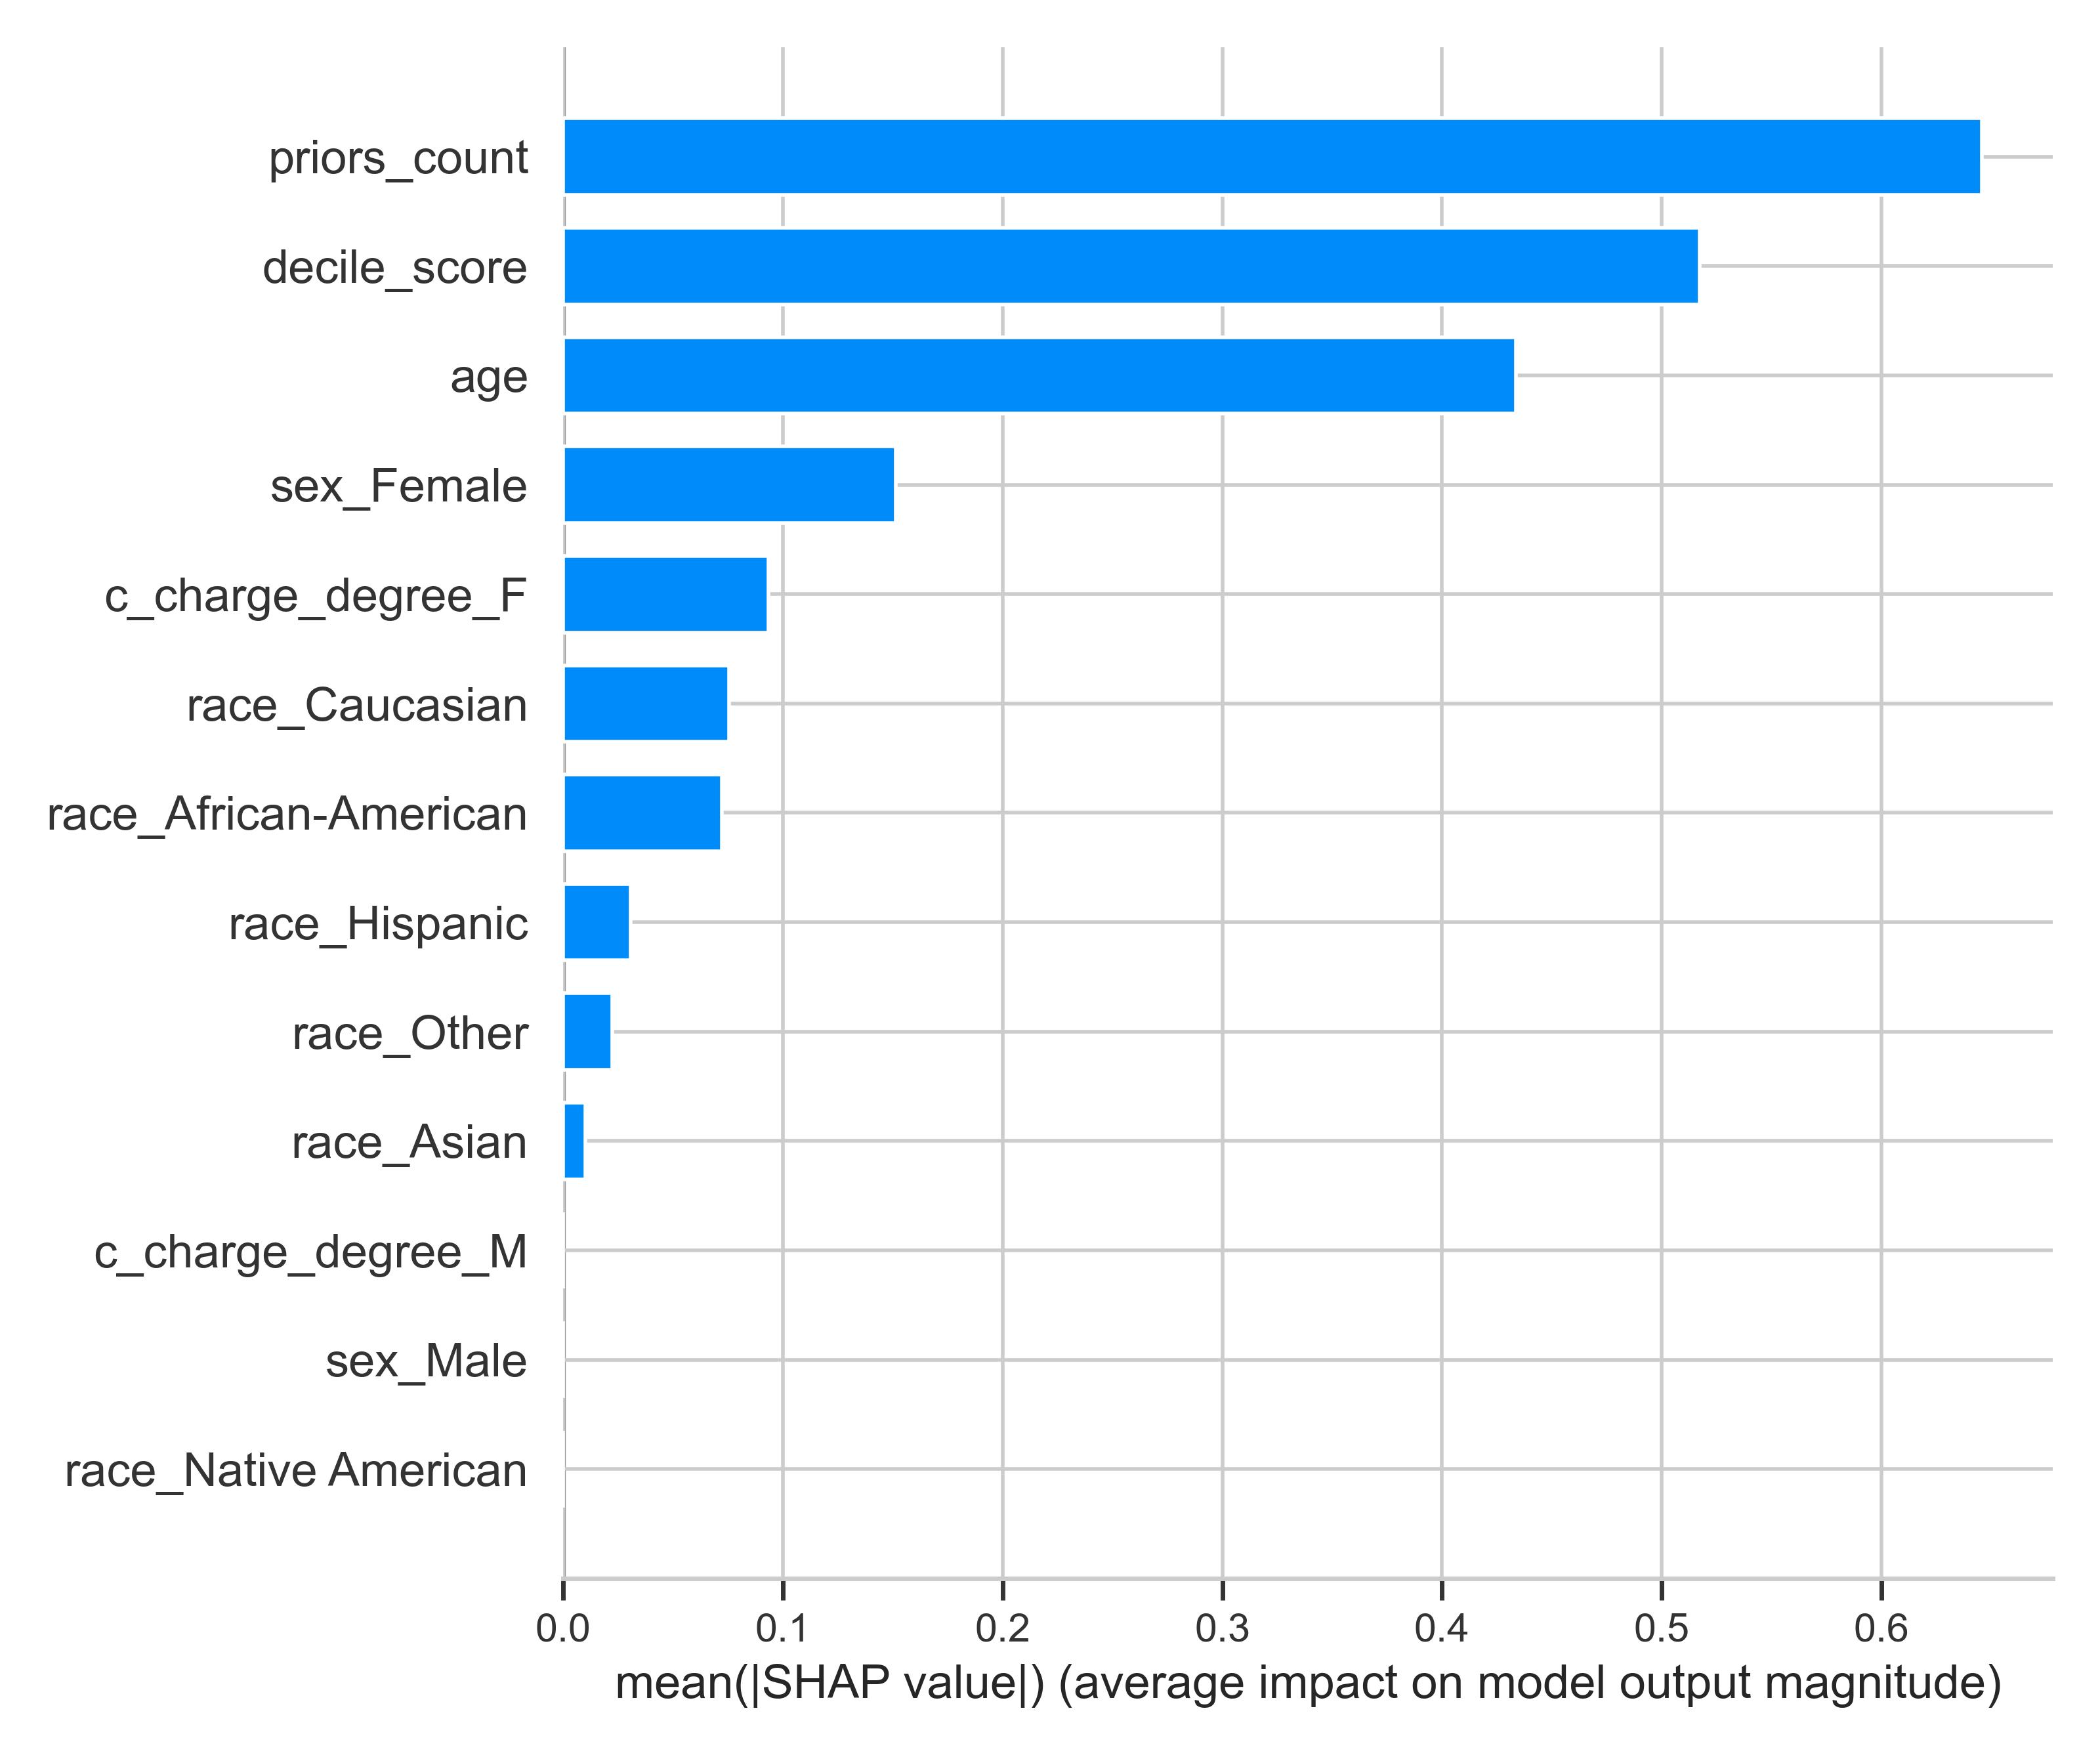 priors_count
decile_score
age
sex_Female
c_charge_degree_F
race_Caucasian
race_African-American
race_Hispanic
race_Other
race_Asian
c_charge_degree_M
sex_Male
race_Native American
0.0 0.1 0.2 0.3 0.4 0.5 0.6
mean(|SHAP value|) (average impact on model output magnitude)